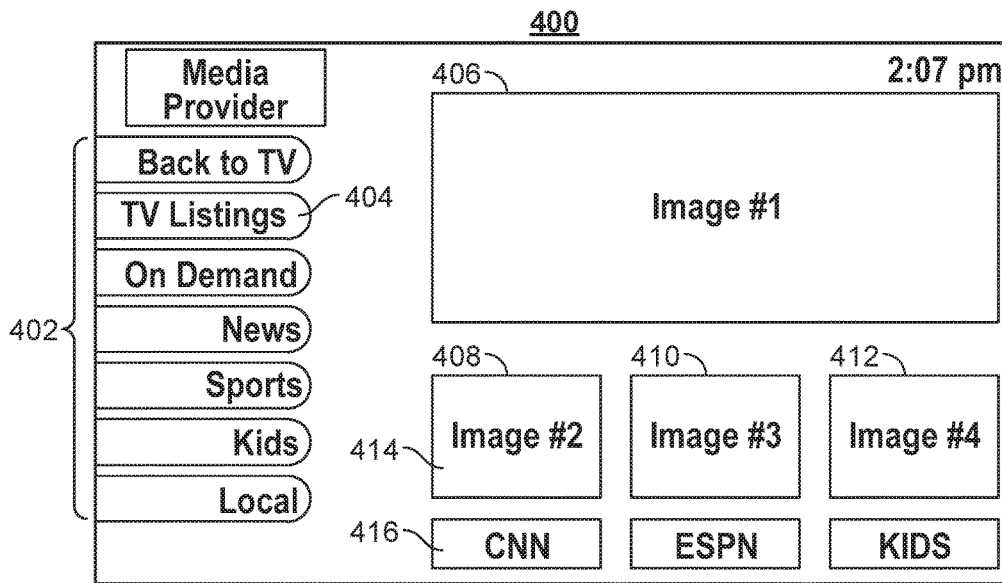 400
Media
Provider
2:07 pm
406
Back to TV
TV Listings
404
On Demand
Image #1
402
News
Sports
Kids
Local
408
410
412
Image #2
Image #3
Image #4
414
416
CNN
ESPN
KIDS